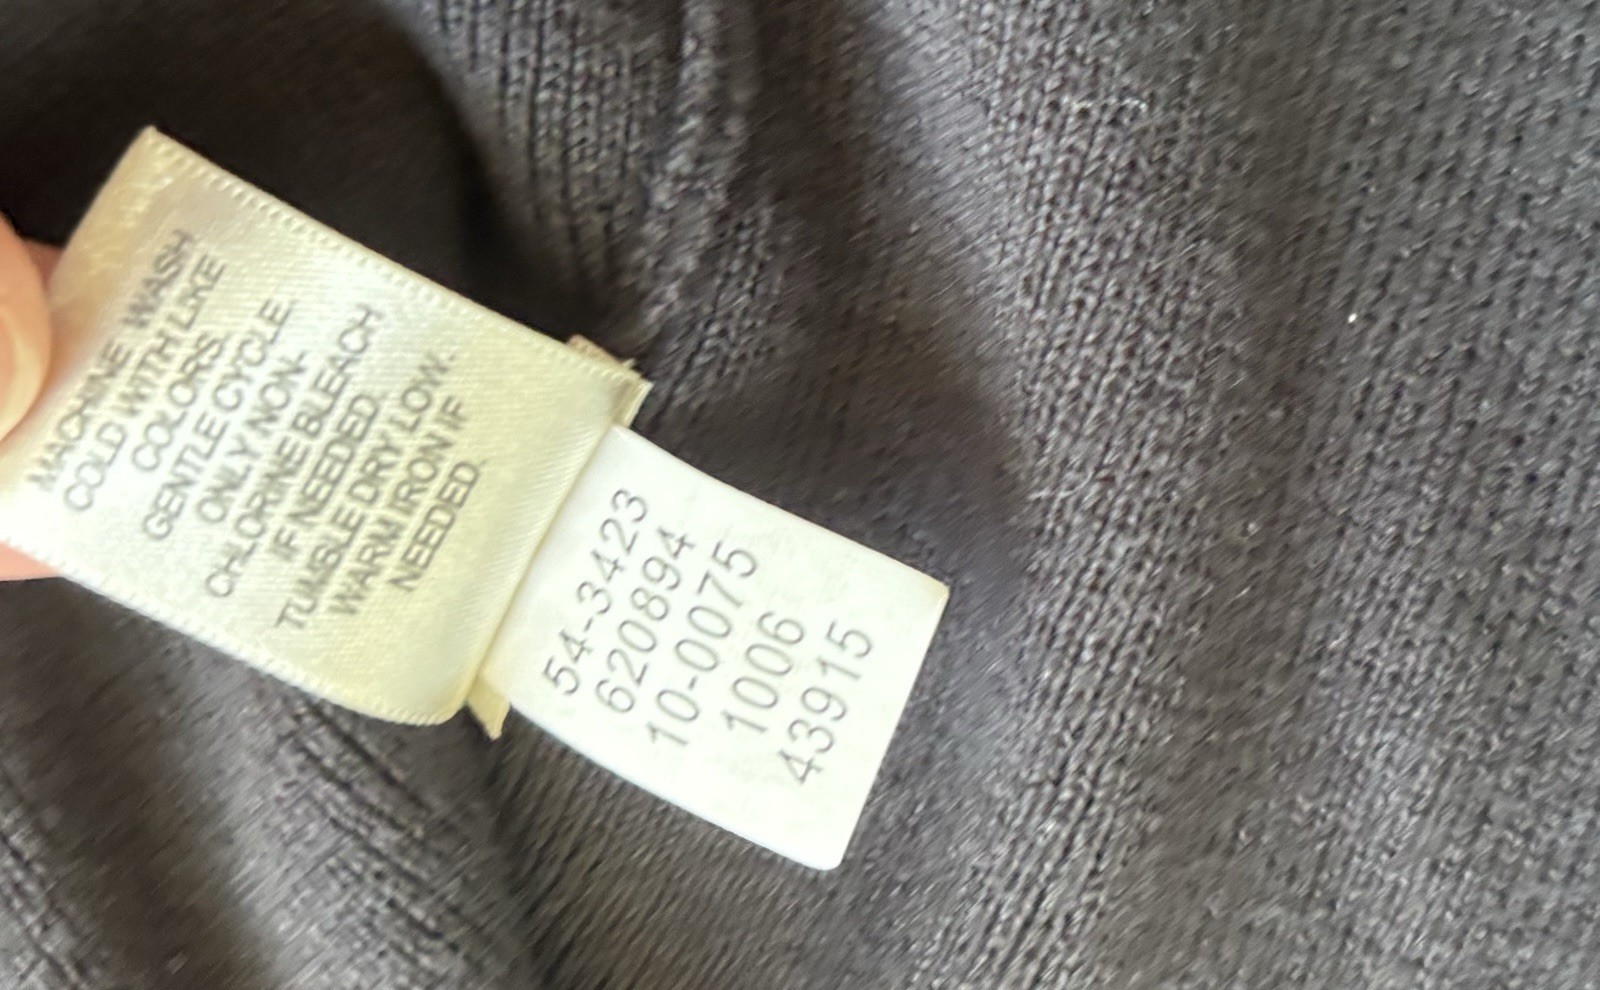 MACHINE WASH
COLD WITH LIKE
COLORS.
GENTLE CYCLE.
ONLY NON-
CHLORINE BLEACH
IF NEEDED.
TUMBLE DRY LOW.
WARM IRON IF
NEEDED.
54-3423
620894
10-0075
1006
43915